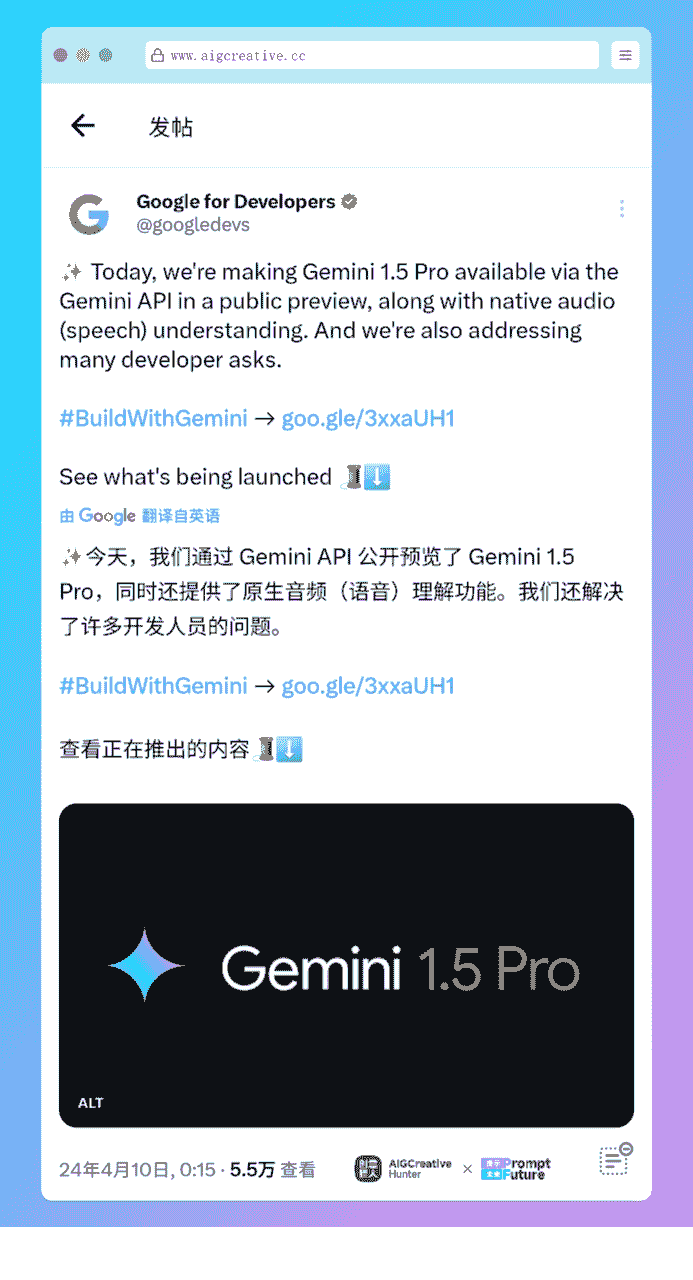 www.aigcreative.cc
发帖
Google for Developers
@googledevs
✨ Today, we're making Gemini 1.5 Pro available via the
Gemini API in a public preview, along with native audio
(speech) understanding. And we're also addressing
many developer asks.
#BuildWithGemini → goo.gle/3xxaUH1
See what's being launched 🧵⬇️
由 Google 翻译自英语
✨今天，我们通过 Gemini API 公开预览了 Gemini 1.5
Pro，同时还提供了原生音频（语音）理解功能。我们还解决
了许多开发人员的问题。
#BuildWithGemini → goo.gle/3xxaUH1
查看正在推出的内容 🧵⬇️
Gemini 1.5 Pro
ALT
24年4月10日, 0:15 · 5.5万 查看
AIGCreative
Hunter
×
提示
未来
Prompt
Future